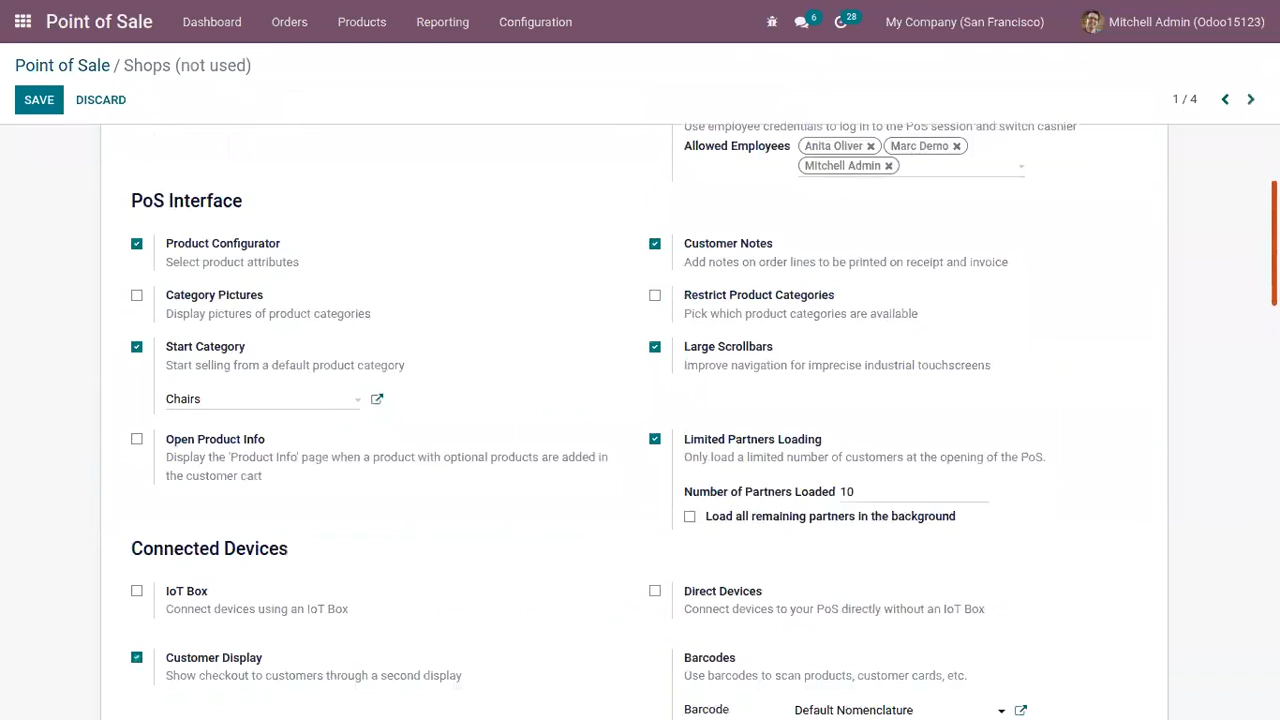 Point of Sale Dashboard Orders Products Reporting Configuration 6 28 My Company (San Francisco) Mitchell Admin (Odoo15123)
Point of Sale / Shops (not used)
SAVE DISCARD 1 / 4
Use employee credentials to log in to the PoS session and switch cashier
Allowed Employees Anita Oliver ✖ Marc Demo ✖
Mitchell Admin ✖
PoS Interface
Product Configurator
Select product attributes
Customer Notes
Add notes on order lines to be printed on receipt and invoice
Category Pictures
Display pictures of product categories
Restrict Product Categories
Pick which product categories are available
Start Category
Start selling from a default product category
Chairs
Large Scrollbars
Improve navigation for imprecise industrial touchscreens
Open Product Info
Display the 'Product Info' page when a product with optional products are added in
the customer cart
Limited Partners Loading
Only load a limited number of customers at the opening of the PoS.
Number of Partners Loaded 10
Load all remaining partners in the background
Connected Devices
IoT Box
Connect devices using an IoT Box
Direct Devices
Connect devices to your PoS directly without an IoT Box
Customer Display
Show checkout to customers through a second display
Barcodes
Use barcodes to scan products, customer cards, etc.
Barcode Default Nomenclature